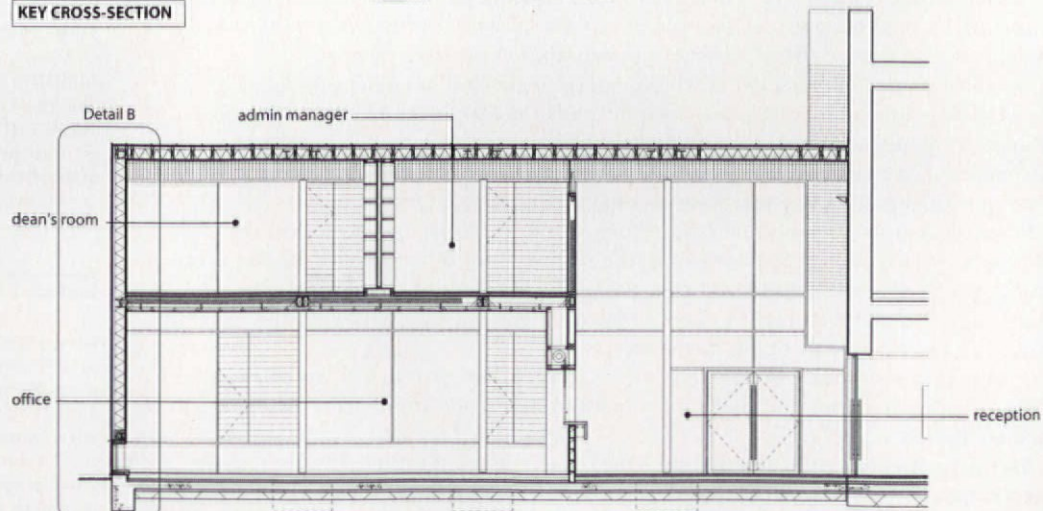 KEY CROSS-SECTION
Detail B
admin manager
dean's room
office
reception